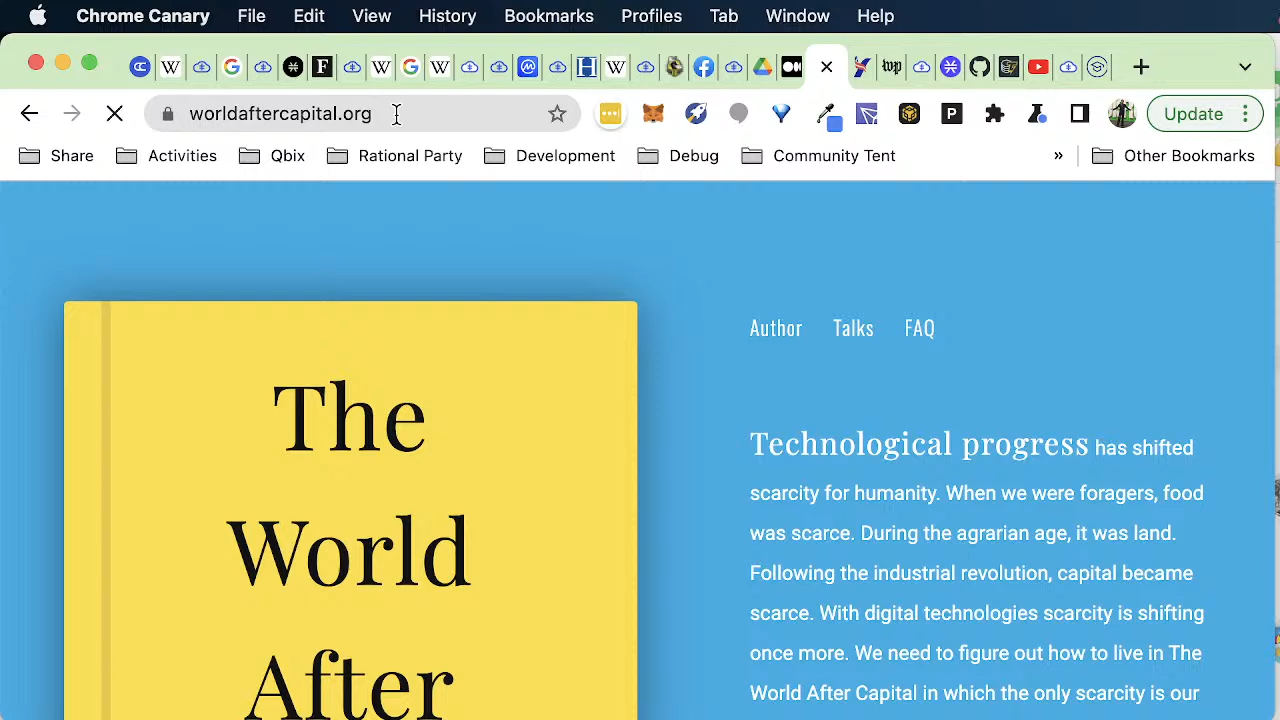 Chrome Canary File Edit View History Bookmarks Profiles Tab Window Help
worldaftercapital.org Update
Share Activities Qbix Rational Party Development Debug Community Tent » Other Bookmarks
The
World
After
Author Talks FAQ
Technological progress has shifted
scarcity for humanity. When we were foragers, food
was scarce. During the agrarian age, it was land.
Following the industrial revolution, capital became
scarce. With digital technologies scarcity is shifting
once more. We need to figure out how to live in The
World After Capital in which the only scarcity is our